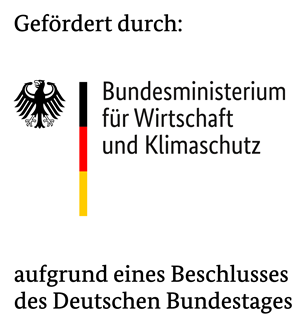 Gefördert durch:
Bundesministerium
für Wirtschaft
und Klimaschutz
aufgrund eines Beschlusses
des Deutschen Bundestages